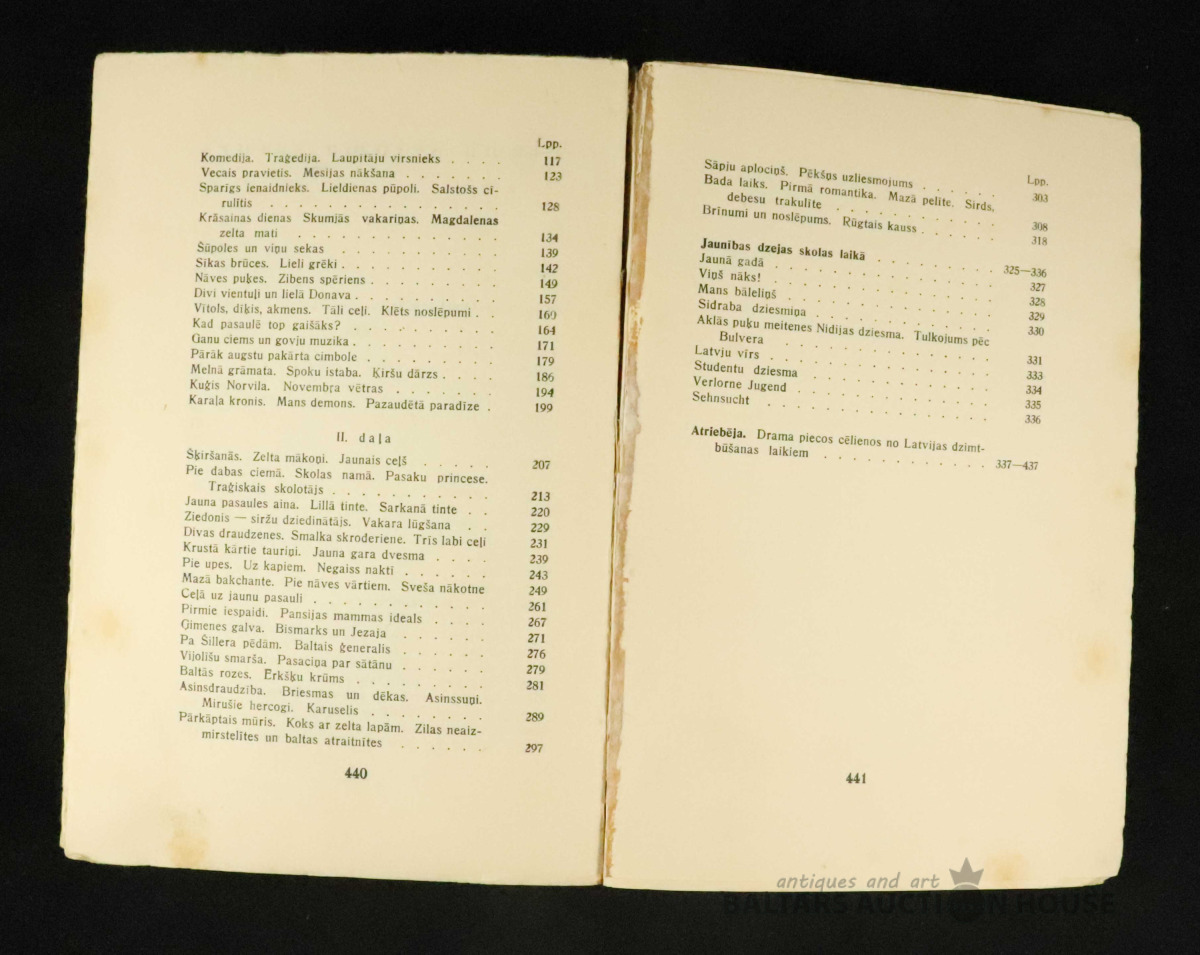 Lpp.
Komedija. Traģedija. Laupītāju virsnieks . . . . 117
Vecais pravietis. Mesijas nākšana . . . . . . . 123
Sparīgs ienaidnieks. Lieldienas pūpoli. Salstošs cī-
rulītis . . . . . . . . . . . . . . . 128
Krāsainas dienas Skumjās vakariņas. Magdalenas
zelta mati . . . . . . . . . . . . . 134
Šūpoles un viņu sekas . . . . . . . . . . . 139
Sīkas brūces. Lieli grēki . . . . . . . . . . 142
Nāves puķes. Zibens spēriens . . . . . . . . . 149
Divi vientuļi un lielā Donava . . . . . . . . . 157
Vītols, dīķis, akmens. Tāli ceļi. Klēts noslēpumi . . 160
Kad pasaulē top gaišāks? . . . . . . . . . . 164
Ganu ciems un govju muzika . . . . . . . . . 171
Pārāk augstu pakārta cimbole . . . . . . . . . 179
Melnā grāmata. Spoku istaba. Ķiršu dārzs . . . . 186
Kuģis Norvila. Novembra vētras . . . . . . . 194
Karaļa kronis. Mans demons. Pazaudētā paradīze . 199
II. daļa
Šķiršanās. Zelta mākoņi. Jaunais ceļš . . . . . 207
Pie dabas ciemā. Skolas namā. Pasaku princese.
Traģiskais skolotājs . . . . . . . . . . . 213
Jauna pasaules aina. Lillā tinte. Sarkanā tinte . . 220
Ziedonis — siržu dziedinātājs. Vakara lūgšana . . 229
Divas draudzenes. Smalka skroderiene. Trīs labi ceļi 231
Krustā kārtie tauriņi. Jauna gara dvesma . . . . 239
Pie upes. Uz kapiem. Negaiss naktī . . . . . . 243
Mazā bakchante. Pie nāves vārtiem. Sveša nākotne 249
Ceļā uz jaunu pasauli . . . . . . . . . . . 261
Pirmie iespaidi. Pansijas mammas ideals . . . . 267
Ģimenes galva. Bismarks un Jezaja . . . . . . 271
Pa Šillera pēdām. Baltais ģeneralis . . . . . . 276
Vijolīšu smarša. Pasaciņa par sātānu . . . . . . 279
Baltās rozes. Ērkšķu krūms . . . . . . . . . 281
Asinsdraudzība. Briesmas un dēkas. Asinssuņi.
Mirušie hercogi. Karuselis . . . . . . . . 289
Pārkāptais mūris. Koks ar zelta lapām. Zilas neaiz-
mirstelītes un baltas atraitnītes . . . . . . 297
440
Lpp.
Sāpju aplociņš. Pēkšņs uzliesmojums . . . . . . 303
Bada laiks. Pirmā romantika. Mazā pelīte. Sirds,
debesu trakulīte . . . . . . . . . . . . 308
Brīnumi un noslēpums. Rūgtais kauss . . . . . . 318
Jaunības dzejas skolas laikā . . . . . . . . . 325—336
Jaunā gadā . . . . . . . . . . . . . . . 327
Viņš nāks! . . . . . . . . . . . . . . . 328
Mans bāleliņš . . . . . . . . . . . . . . 329
Sidraba dziesmiņa . . . . . . . . . . . . 330
Aklās puķu meitenes Nidijas dziesma. Tulkojums pēc
Bulvera . . . . . . . . . . . . . . . 331
Latvju vīrs . . . . . . . . . . . . . . . 333
Studentu dziesma . . . . . . . . . . . . . 334
Verlorne Jugend . . . . . . . . . . . . . 335
Sehnsucht . . . . . . . . . . . . . . . 336
Atriebēja. Drama piecos cēlienos no Latvijas dzimt-
būšanas laikiem . . . . . . . . . . . . 337—437
441
antiques and art
BALTARS AUCTION HOUSE